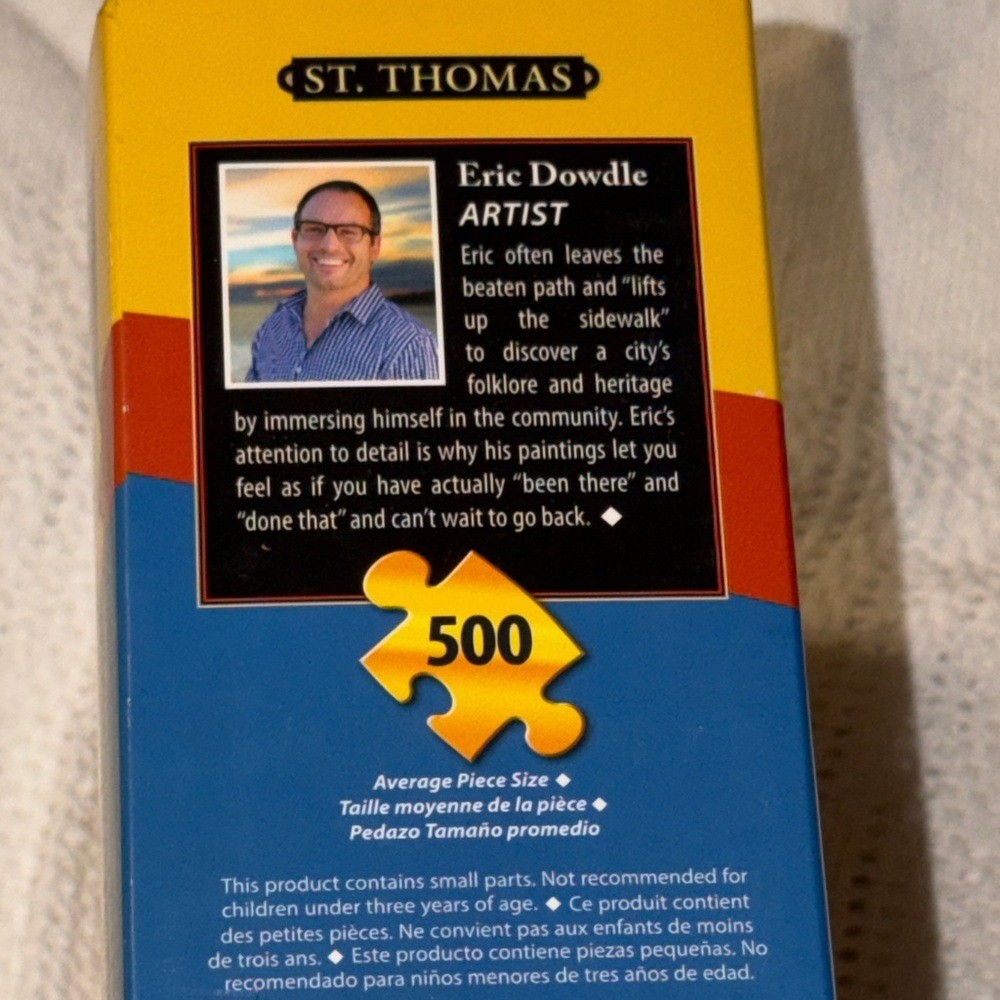 ST. THOMAS
Eric Dowdle
ARTIST
Eric often leaves the
beaten path and “lifts
up the sidewalk”
to discover a city’s
folklore and heritage
by immersing himself in the community. Eric’s
attention to detail is why his paintings let you
feel as if you have actually “been there” and
“done that” and can’t wait to go back. ◆
500
Average Piece Size ◆
Taille moyenne de la pièce ◆
Pedazo Tamaño promedio
This product contains small parts. Not recommended for
children under three years of age. ◆ Ce produit contient
des petites pièces. Ne convient pas aux enfants de moins
de trois ans. ◆ Este producto contiene piezas pequeñas. No
recomendado para niños menores de tres años de edad.